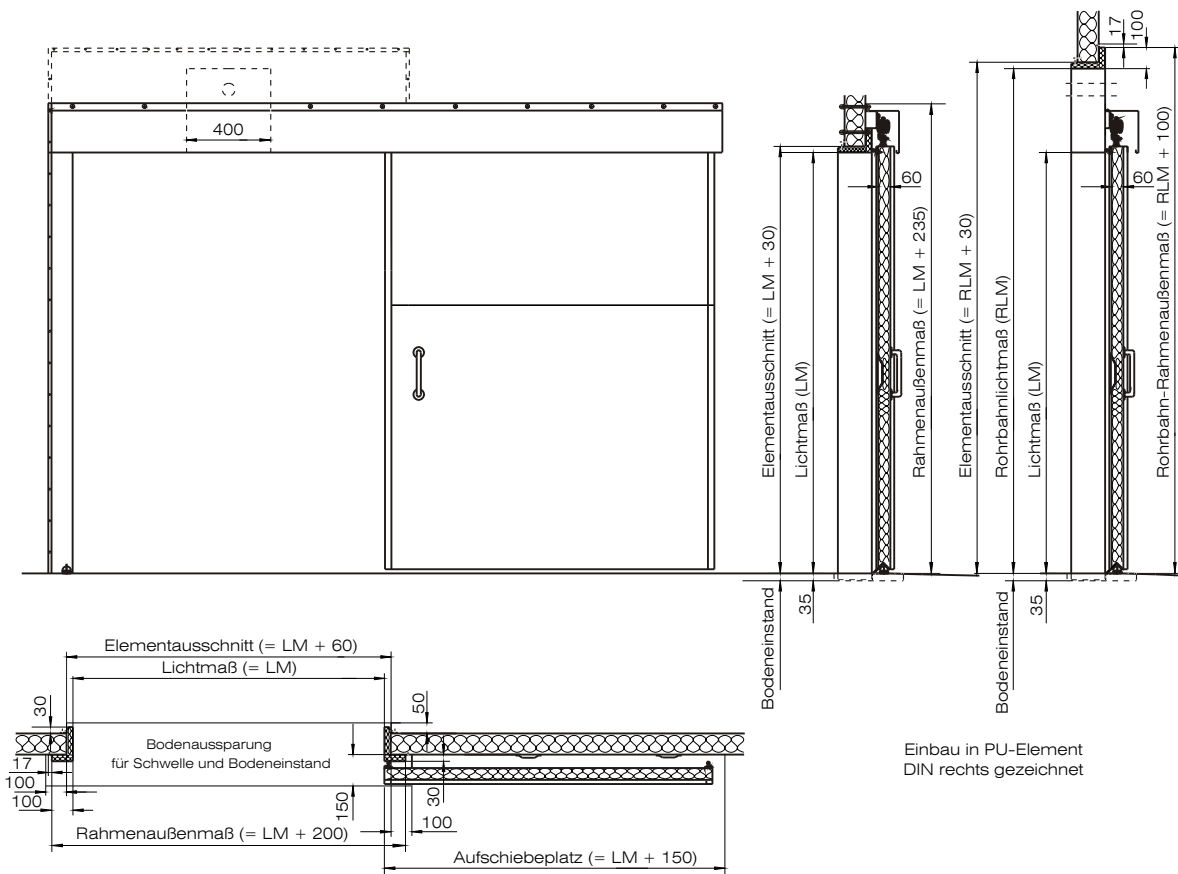 400
Elementausschnitt (= LM + 30)
Lichtmaß (LM)
60
Rahmenaußenmaß (= LM + 235)
Bodeneinstand
35
17
100
Elementausschnitt (= RLM + 30)
Rohrbahnlichtmaß (RLM)
Lichtmaß (LM)
60
Rohrbahn-Rahmenaußenmaß (= RLM + 100)
Bodeneinstand
35
Elementausschnitt (= LM + 60)
Lichtmaß (= LM)
30
50
Bodenaussparung
für Schwelle und Bodeneinstand
17
100
100
150
30
100
Rahmenaußenmaß (= LM + 200)
Aufschiebeplatz (= LM + 150)
Einbau in PU-Element
DIN rechts gezeichnet